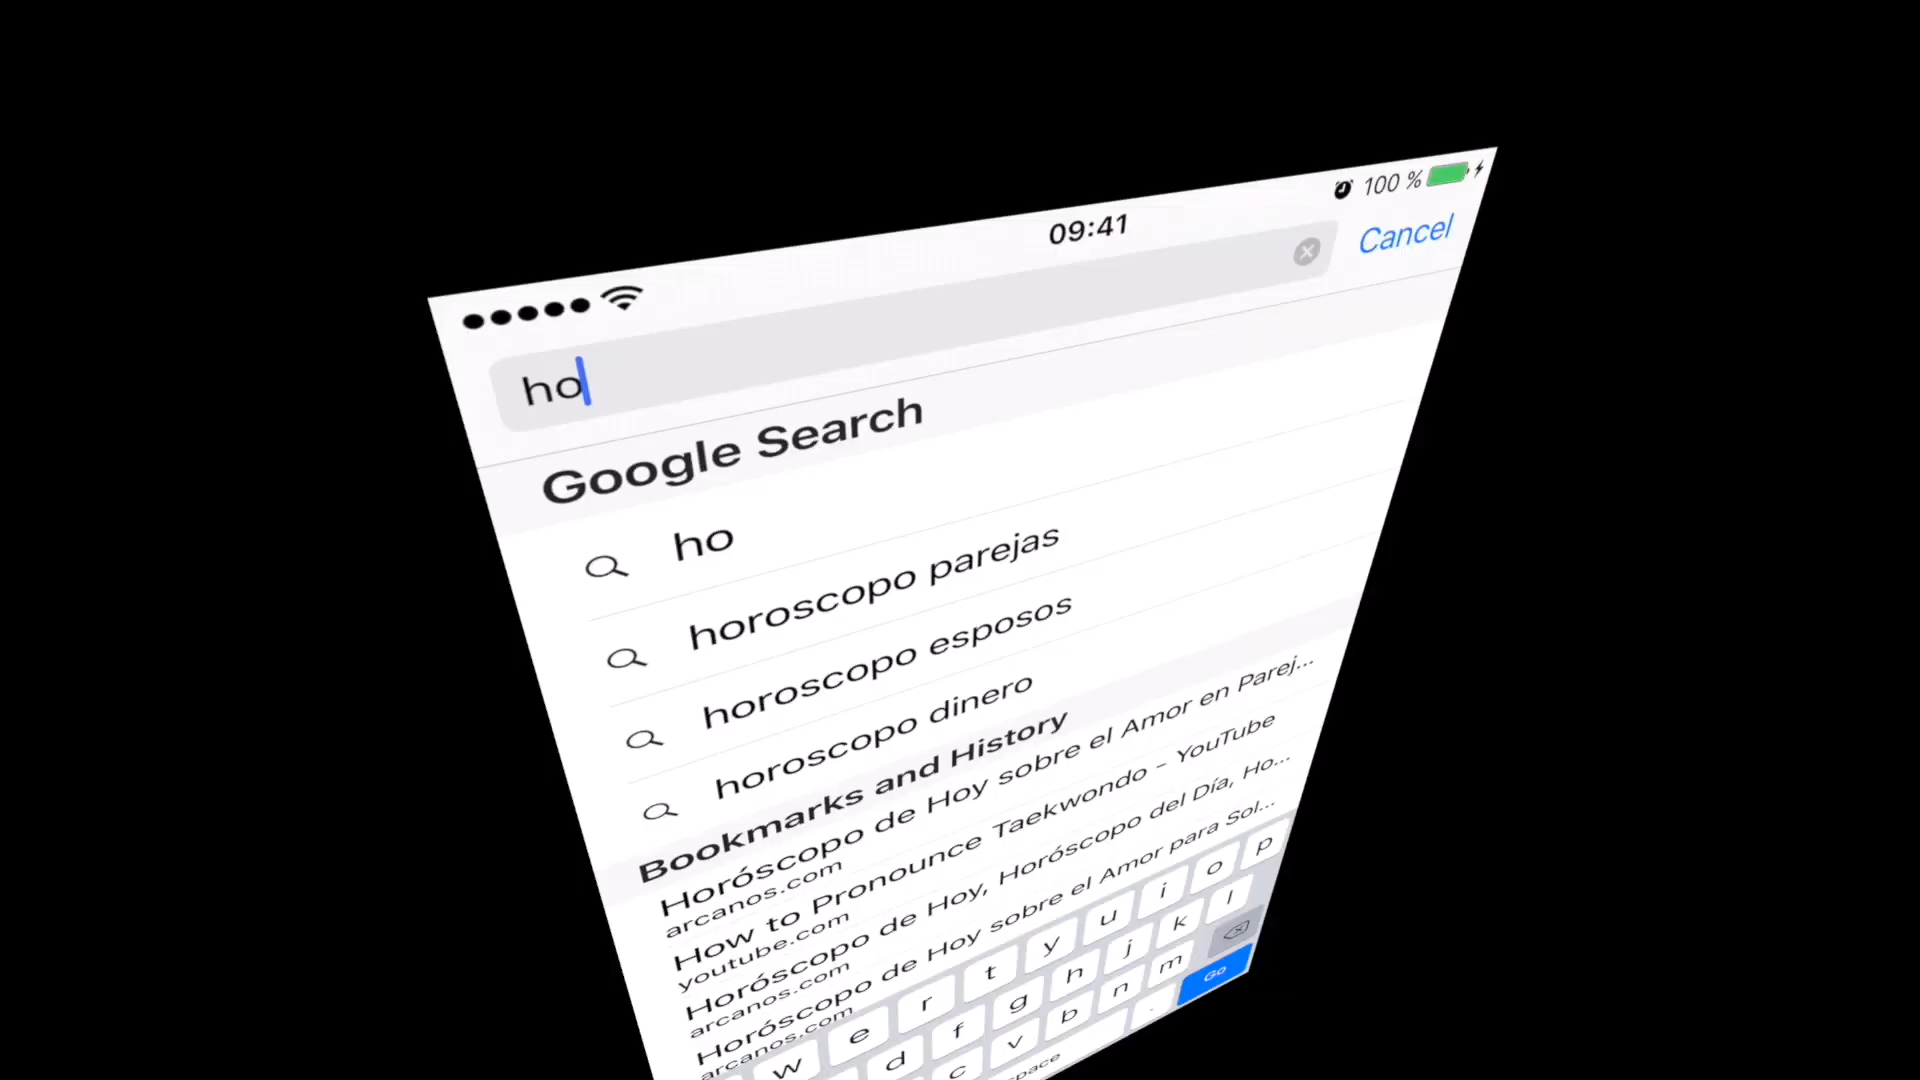 09:41
100 %
ho
Cancel
Google Search
ho
horoscopo parejas
horoscopo esposos
horoscopo dinero
Bookmarks and History
Horóscopo de Hoy sobre el Amor en Parej...
arcanos.com
How to Pronounce Taekwondo - YouTube
youtube.com
Horóscopo de Hoy, Horóscopo del Día, Ho...
arcanos.com
Horóscopo de Hoy sobre el Amor para Sol...
arcanos.com
w e r t y u i o p
d f g h j k l
c v b n m
space . Go